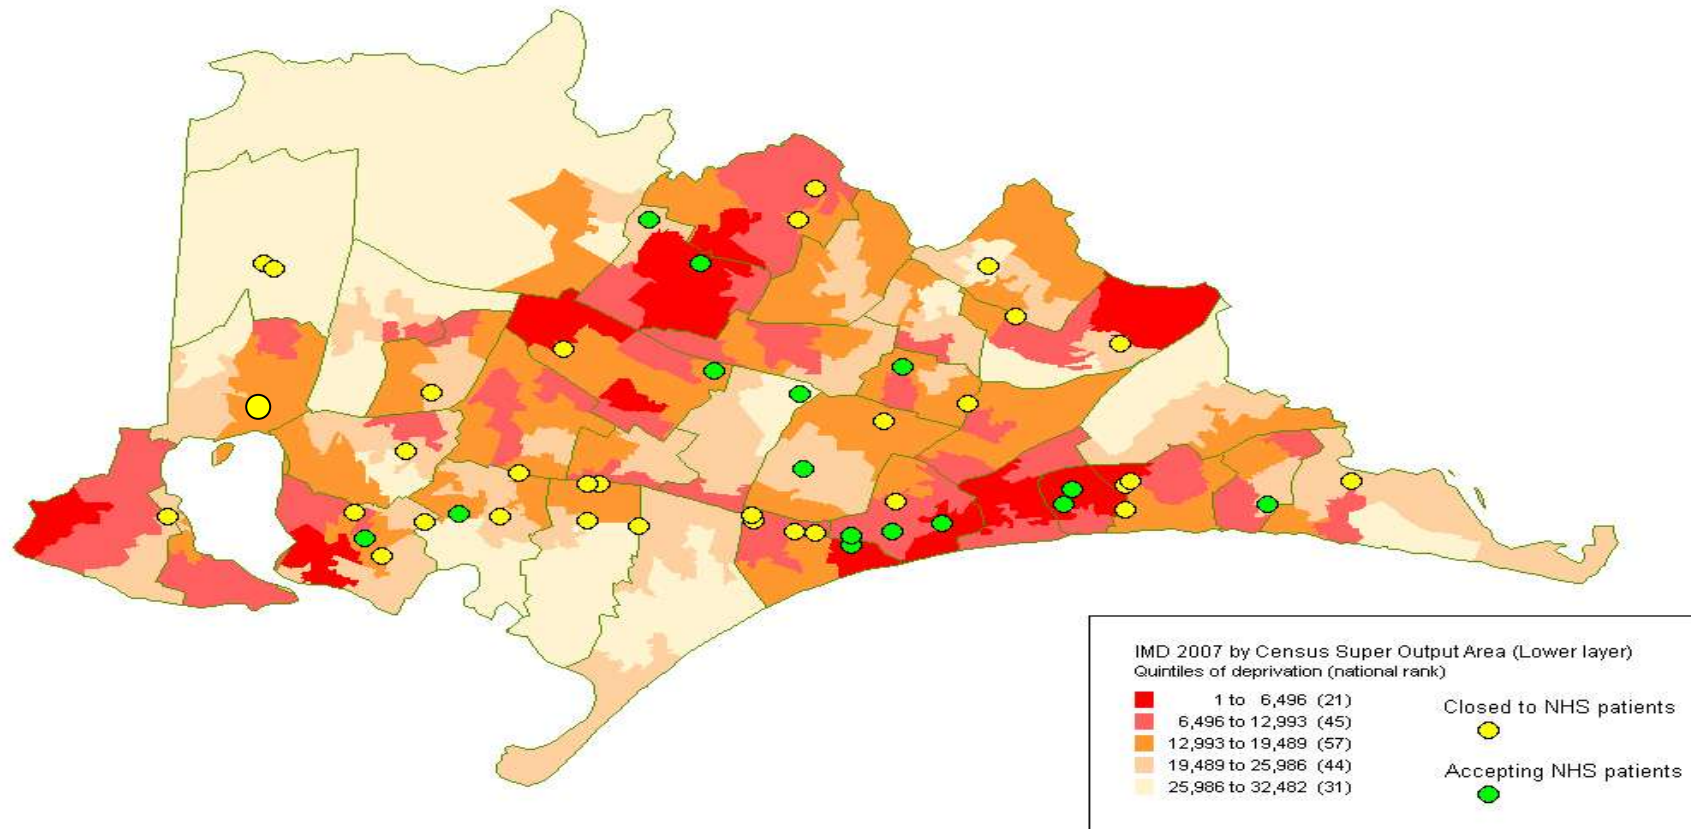 IMD 2007 by Census Super Output Area (Lower layer)
Quintiles of deprivation (national rank)
1 to 6,496 (21)
6,496 to 12,993 (45)
12,993 to 19,489 (57)
19,489 to 25,986 (44)
25,986 to 32,482 (31)
Closed to NHS patients
Accepting NHS patients